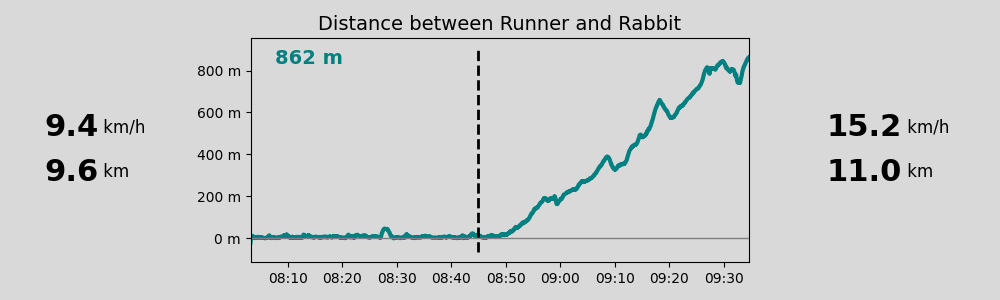 Distance between Runner and Rabbit
862 m
800 m
600 m
400 m
200 m
0 m
08:10 08:20 08:30 08:40 08:50 09:00 09:10 09:20 09:30
9.4 km/h
9.6 km
15.2 km/h
11.0 km